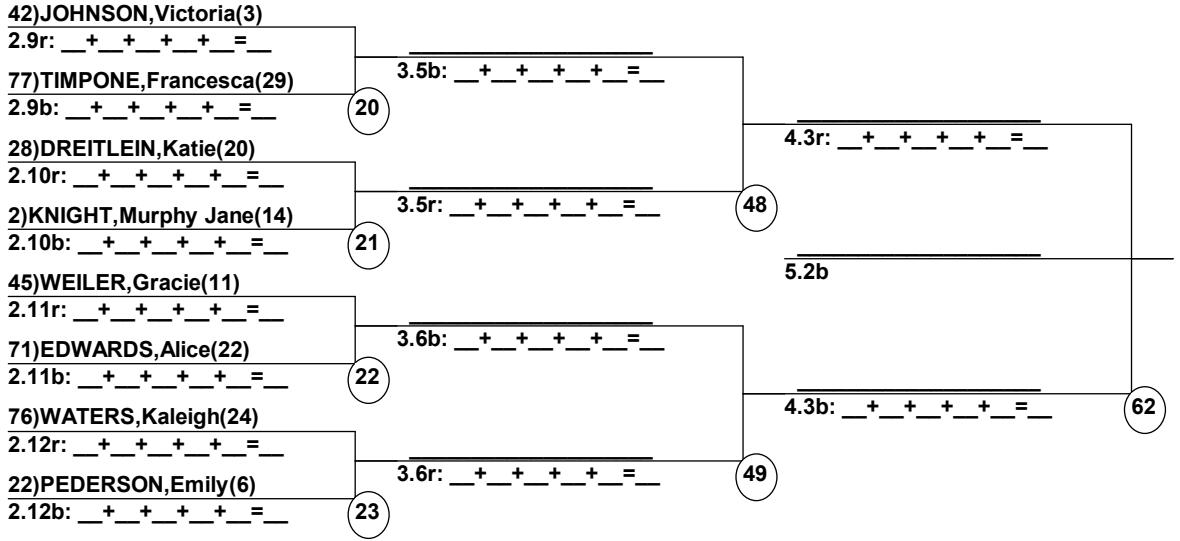 42)JOHNSON,Victoria(3)
2.9r: __+__+__+__+__=__
77)TIMPONE,Francesca(29)
2.9b: __+__+__+__+__=__
20
28)DREITLEIN,Katie(20)
2.10r: __+__+__+__+__=__
2)KNIGHT,Murphy Jane(14)
2.10b: __+__+__+__+__=__
21
45)WEILER,Gracie(11)
2.11r: __+__+__+__+__=__
71)EDWARDS,Alice(22)
2.11b: __+__+__+__+__=__
22
76)WATERS,Kaleigh(24)
2.12r: __+__+__+__+__=__
22)PEDERSON,Emily(6)
2.12b: __+__+__+__+__=__
23
3.5b: __+__+__+__+__=__
3.5r: __+__+__+__+__=__
48
3.6b: __+__+__+__+__=__
3.6r: __+__+__+__+__=__
49
4.3r: __+__+__+__+__=__
5.2b
4.3b: __+__+__+__+__=__
62